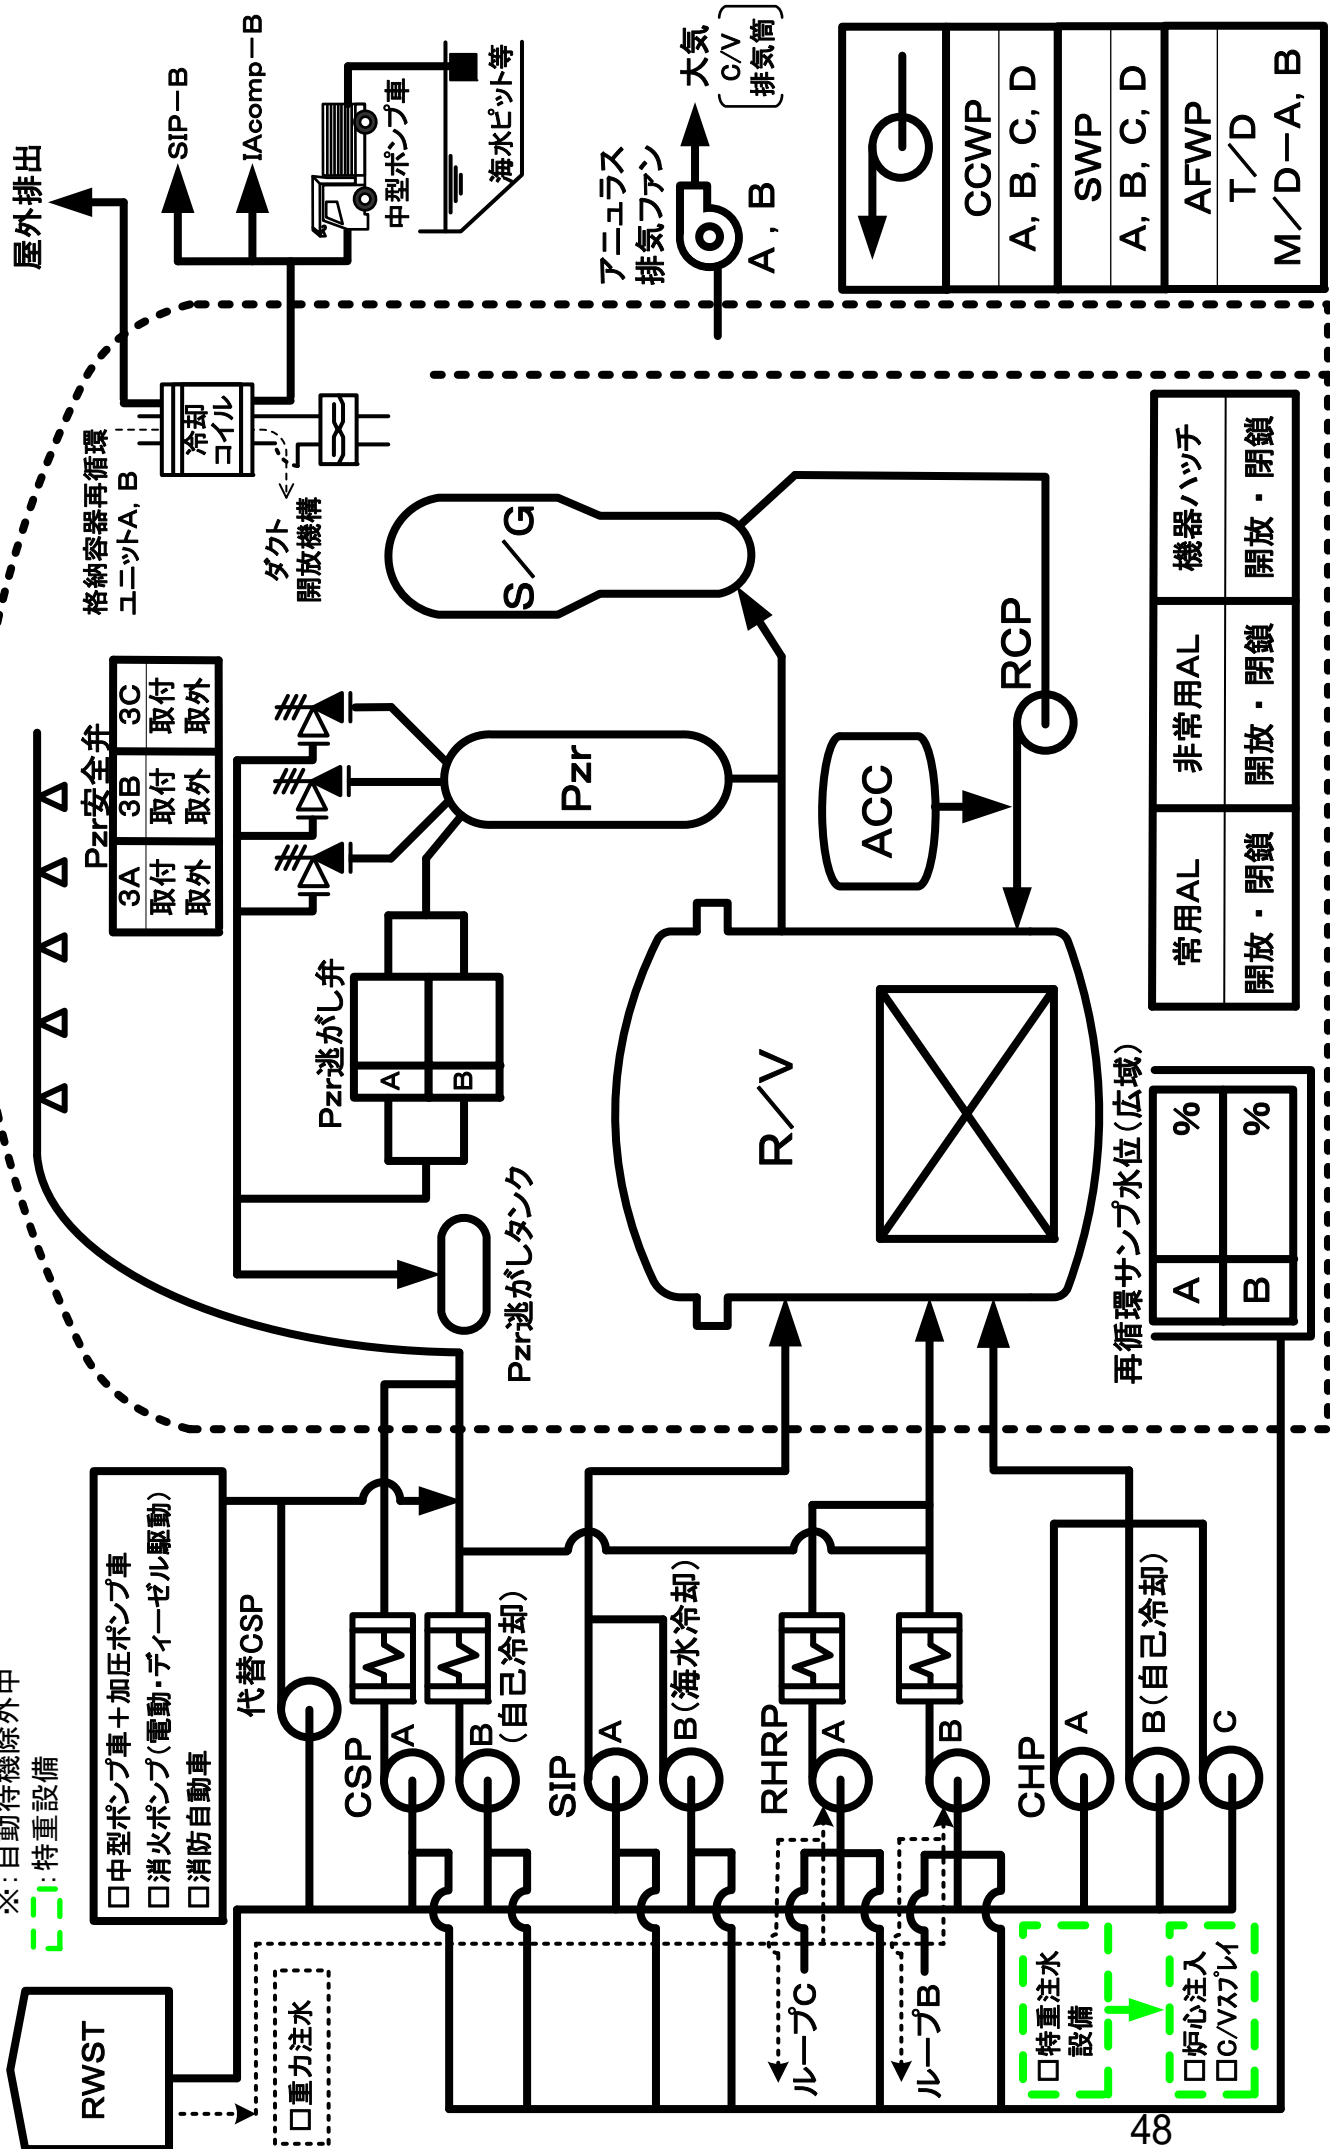 ※：自動待機除外中
：特重設備
RWST
□重力注水
□中型ポンプ車＋加圧ポンプ車
□消火ポンプ（電動・ディーゼル駆動）
□消防自動車
代替CSP
CSP
A
B
（自己冷却）
SIP
A
B（海水冷却）
RHRP
A
B
CHP
A
B（自己冷却）
C
ループC
ループB
□特重注水
設備
□炉心注入
□C/Vスプレイ
Pzr安全弁
3A
3B
3C
取付
取付
取付
取外
取外
取外
Pzr逃がし弁
A
B
Pzr逃がしタンク
Pzr
R／V
S／G
ACC
RCP
格納容器再循環
ユニットA, B
冷却
コイル
ダクト
開放機構
屋外排出
SIP－B
IAcomp－B
中型ポンプ車
海水ピット等
アニュラス
排気ファン
A, B
大気
C/V
排気筒
CCWP
A, B, C, D
SWP
A, B, C, D
AFWP
T／D
M／D－A, B
再循環サンプ水位（広域）
A %
B %
常用AL
非常用AL
機器ハッチ
開放・閉鎖
開放・閉鎖
開放・閉鎖
48